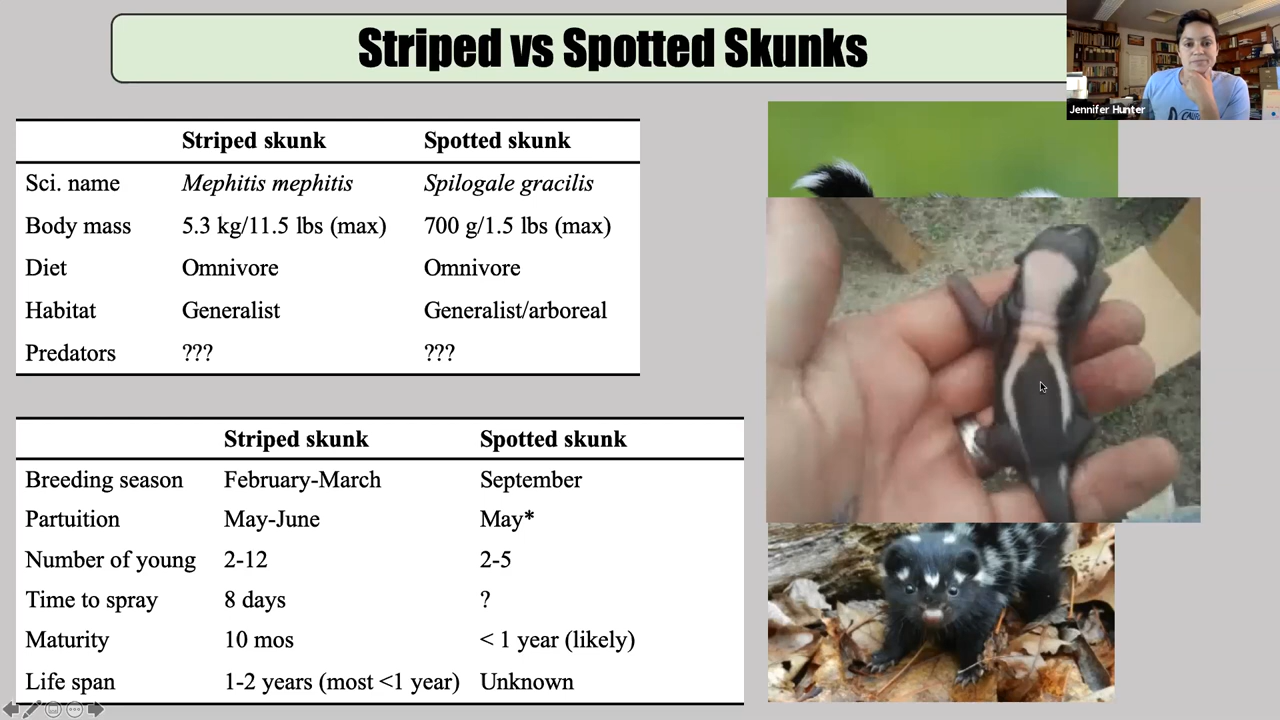 Striped vs Spotted Skunks
Jennifer Hunter
Striped skunk Spotted skunk
Sci. name Mephitis mephitis Spilogale gracilis
Body mass 5.3 kg/11.5 lbs (max) 700 g/1.5 lbs (max)
Diet Omnivore Omnivore
Habitat Generalist Generalist/arboreal
Predators ??? ???
Striped skunk Spotted skunk
Breeding season February-March September
Partuition May-June May*
Number of young 2-12 2-5
Time to spray 8 days ?
Maturity 10 mos < 1 year (likely)
Life span 1-2 years (most <1 year) Unknown